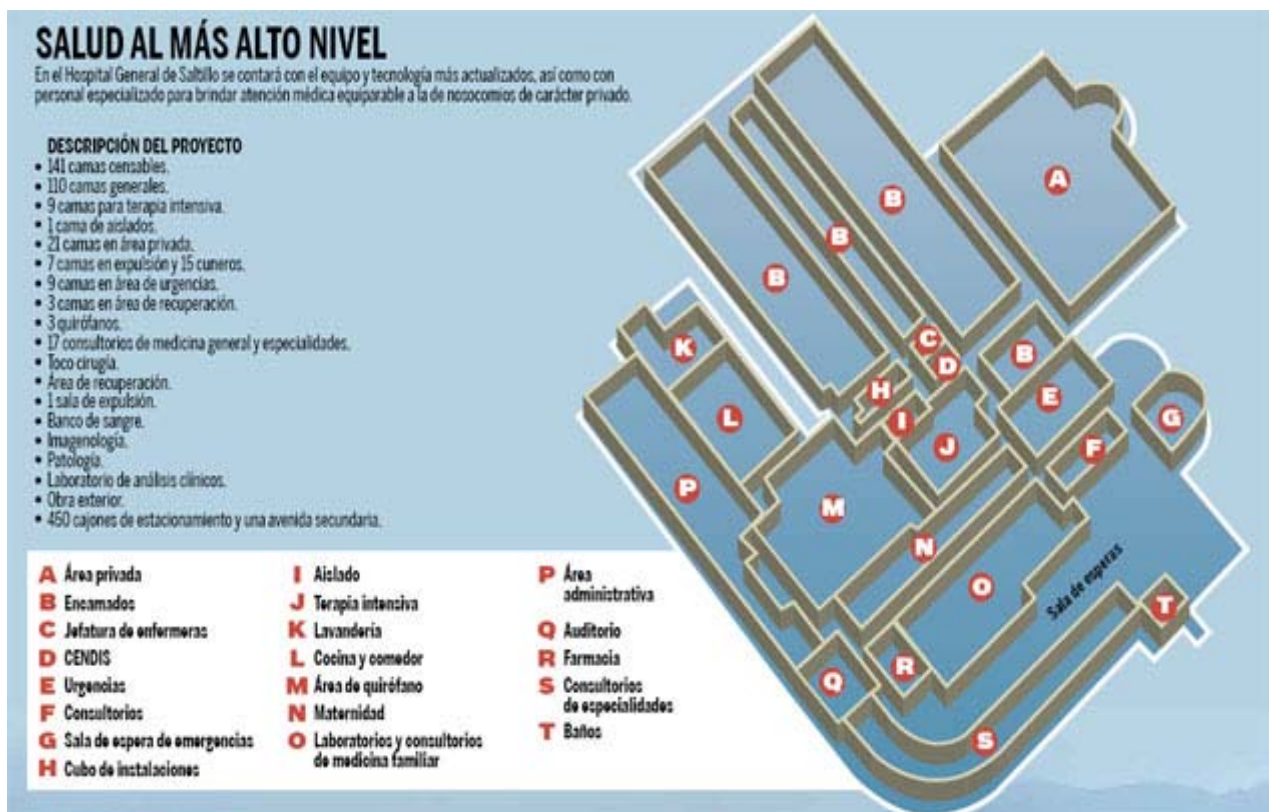 SALUD AL MÁS ALTO NIVEL
En el Hospital General de Saltillo se contará con el equipo y tecnología más actualizados, así como con
personal especializado para brindar atención médica equiparable a la de nosocomios de carácter privado.
DESCRIPCIÓN DEL PROYECTO
• 141 camas censables.
• 110 camas generales.
• 9 camas para terapia intensiva.
• 1 cama de aislados.
• 21 camas en área privada.
• 7 camas en expulsión y 15 cuneros.
• 9 camas en área de urgencias.
• 3 camas en área de recuperación.
• 3 quirófanos.
• 17 consultorios de medicina general y especialidades.
• Toco cirugía.
• Área de recuperación.
• 1 sala de expulsión.
• Banco de sangre.
• Imagenología.
• Patología.
• Laboratorio de análisis clínicos.
• Obra exterior.
• 450 cajones de estacionamiento y una avenida secundaria.
A Área privada
B Encamados
C Jefatura de enfermeras
D CENDIS
E Urgencias
F Consultorios
G Sala de espera de emergencias
H Cubo de instalaciones
I Aislado
J Terapia intensiva
K Lavandería
L Cocina y comedor
M Área de quirófano
N Maternidad
O Laboratorios y consultorios
de medicina familiar
P Área
administrativa
Q Auditorio
R Farmacia
S Consultorios
de especialidades
T Baños
A
B
B
B
C
D
B
K
H
E
I
G
L
J
F
P
M
N
O
Sala de esperas
T
R
Q
S